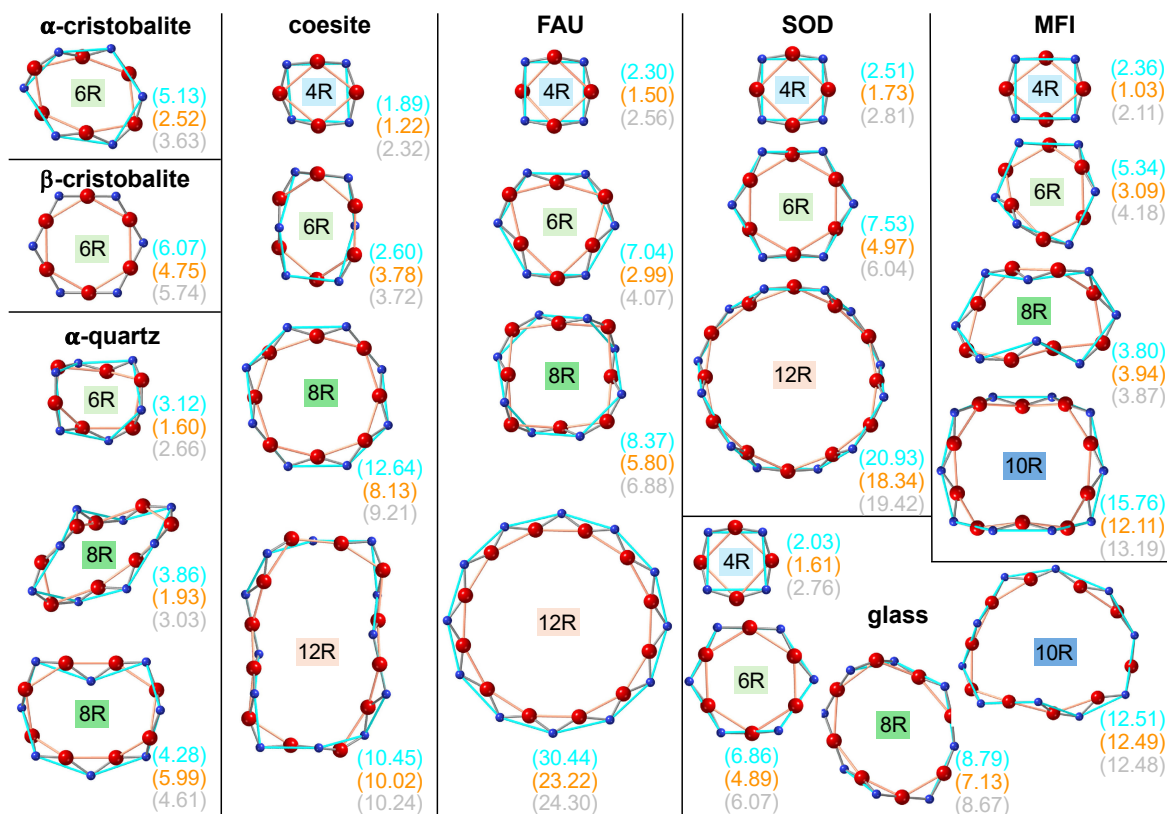 α-cristobalite
6R
(5.13)
(2.52)
(3.63)
β-cristobalite
6R
(6.07)
(4.75)
(5.74)
α-quartz
6R
(3.12)
(1.60)
(2.66)
8R
(3.86)
(1.93)
(3.03)
8R
(4.28)
(5.99)
(4.61)
coesite
4R
(1.89)
(1.22)
(2.32)
6R
(2.60)
(3.78)
(3.72)
8R
(12.64)
(8.13)
(9.21)
12R
(10.45)
(10.02)
(10.24)
FAU
4R
(2.30)
(1.50)
(2.56)
6R
(7.04)
(2.99)
(4.07)
8R
(8.37)
(5.80)
(6.88)
12R
(30.44)
(23.22)
(24.30)
SOD
4R
(2.51)
(1.73)
(2.81)
6R
(7.53)
(4.97)
(6.04)
12R
(20.93)
(18.34)
(19.42)
MFI
4R
(2.36)
(1.03)
(2.11)
6R
(5.34)
(3.09)
(4.18)
8R
(3.80)
(3.94)
(3.87)
10R
(15.76)
(12.11)
(13.19)
glass
4R
(2.03)
(1.61)
(2.76)
6R
(6.86)
(4.89)
(6.07)
8R
(8.79)
(7.13)
(8.67)
10R
(12.51)
(12.49)
(12.48)